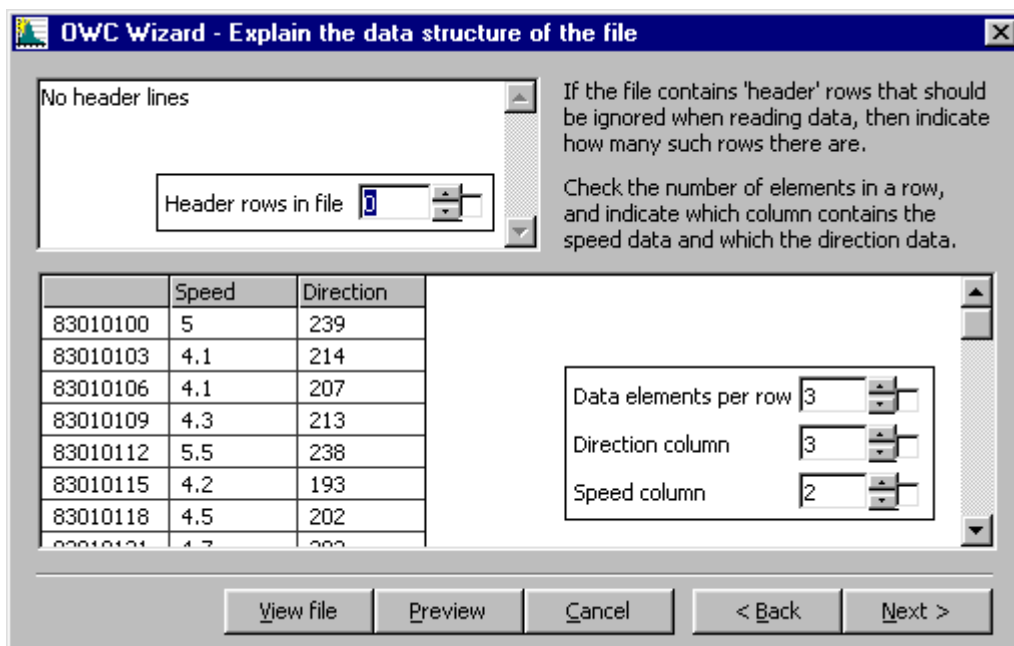 OWC Wizard - Explain the data structure of the file
No header lines
Header rows in file 0
If the file contains 'header' rows that should
be ignored when reading data, then indicate
how many such rows there are.
Check the number of elements in a row,
and indicate which column contains the
speed data and which the direction data.
Speed Direction
83010100 5 239
83010103 4.1 214
83010106 4.1 207
83010109 4.3 213
83010112 5.5 238
83010115 4.2 193
83010118 4.5 202
Data elements per row 3
Direction column 3
Speed column 2
View file Preview Cancel < Back Next >